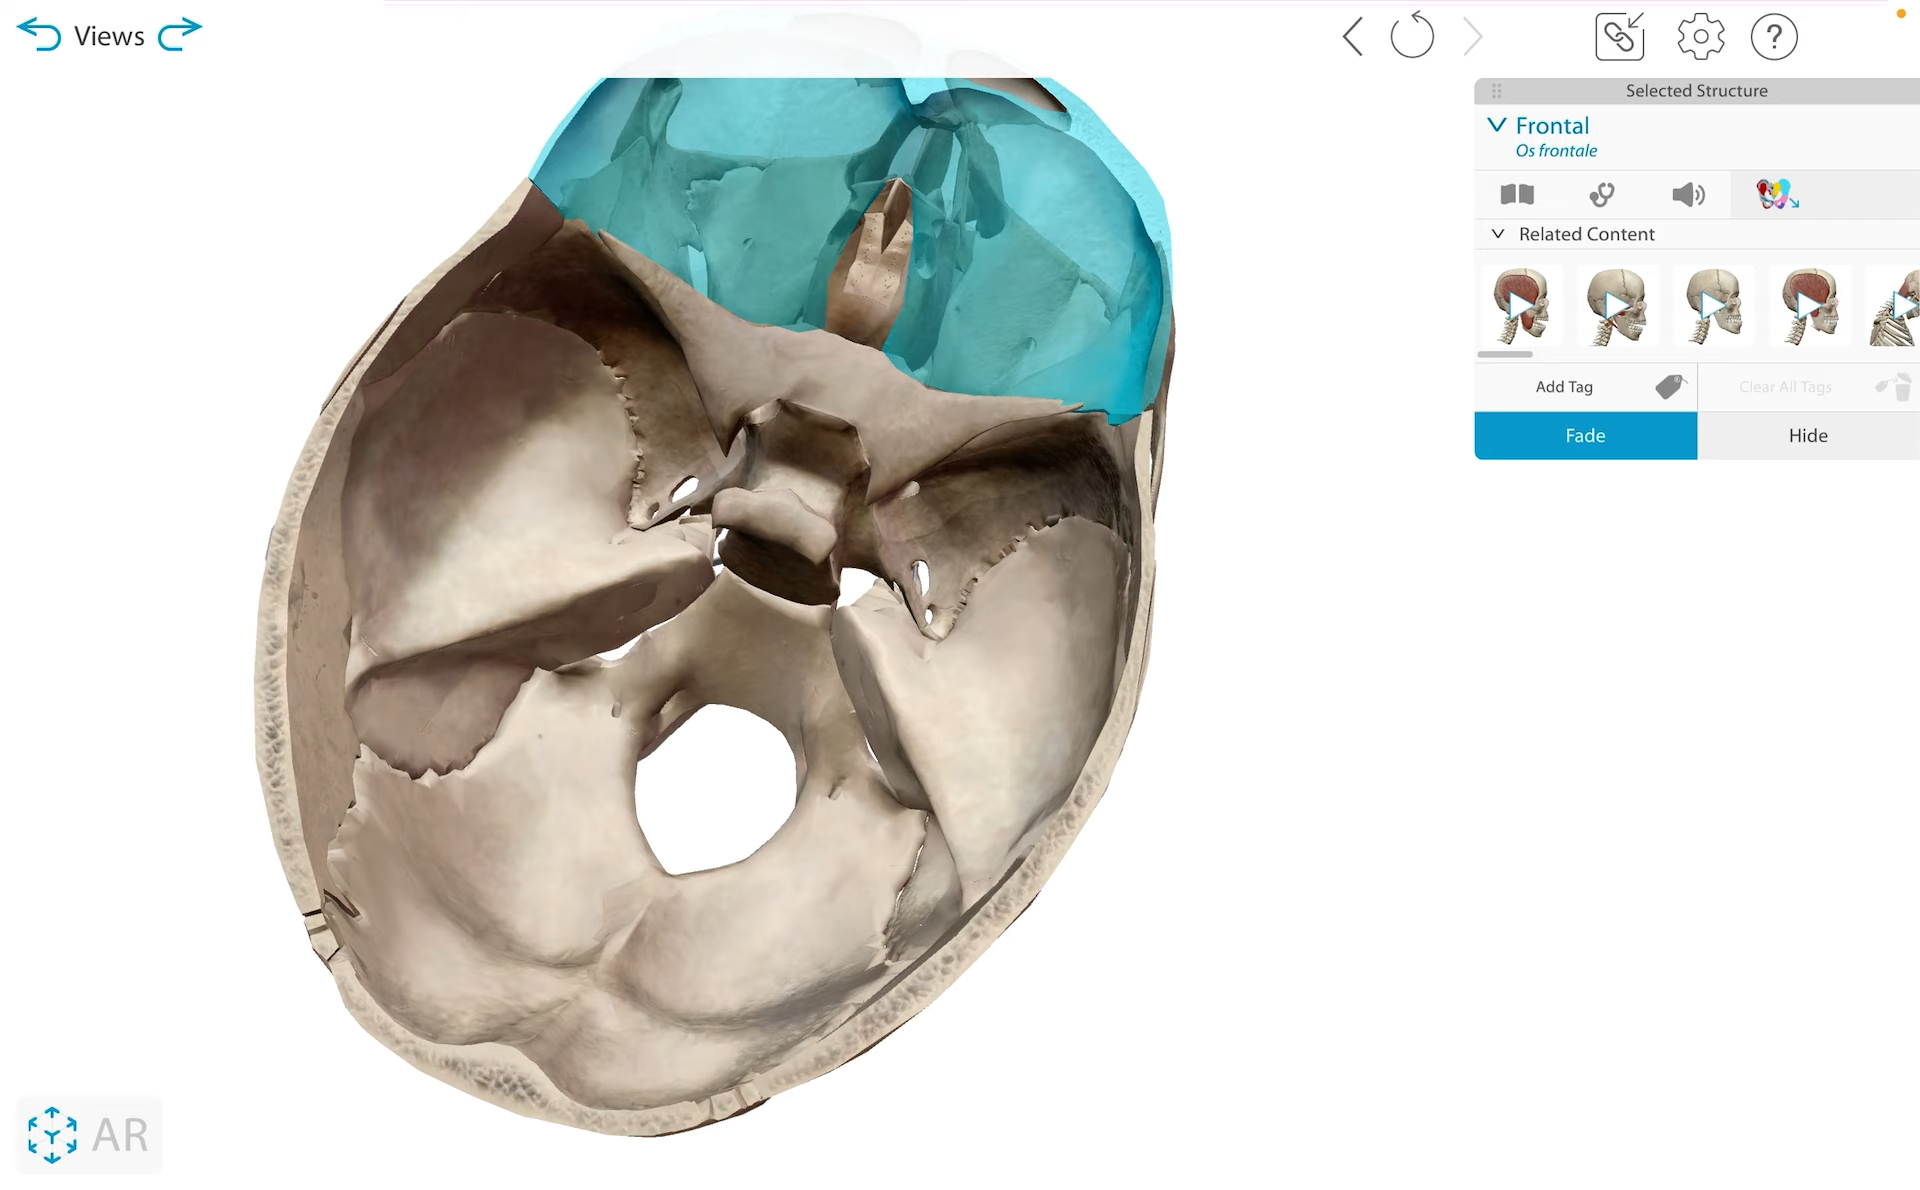 Views
?
Selected Structure
Frontal
Os frontale
Related Content
Add Tag
Clear All Tags
Fade
Hide
AR